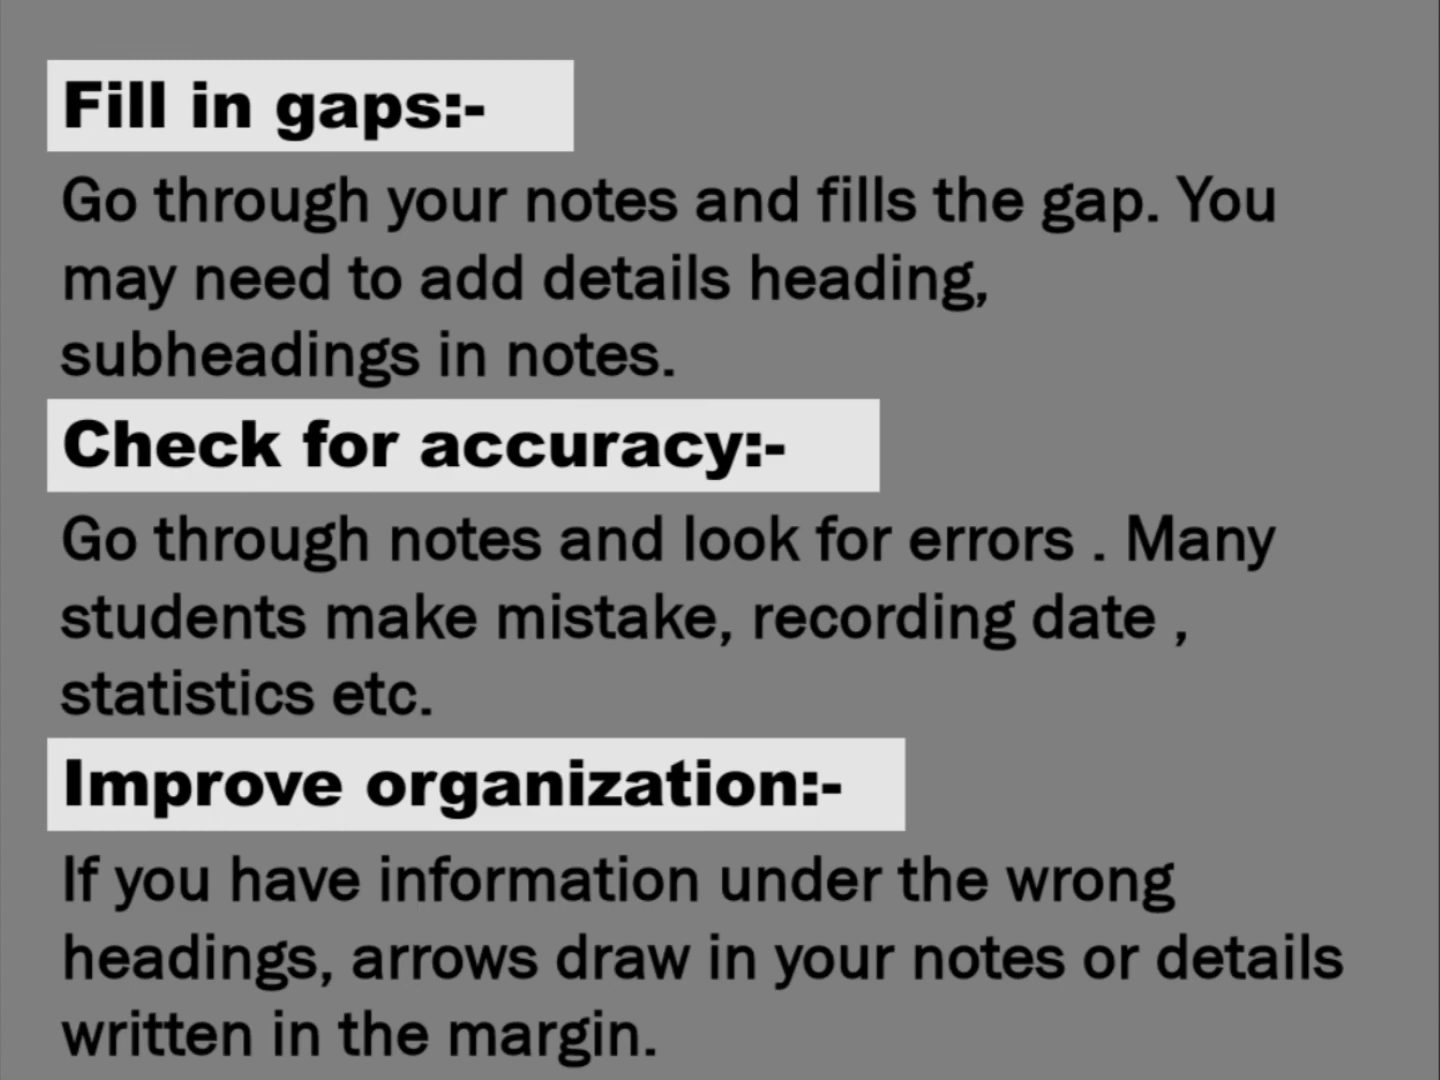 Fill in gaps:-
Go through your notes and fills the gap. You
may need to add details heading,
subheadings in notes.
Check for accuracy:-
Go through notes and look for errors . Many
students make mistake, recording date ,
statistics etc.
Improve organization:-
If you have information under the wrong
headings, arrows draw in your notes or details
written in the margin.